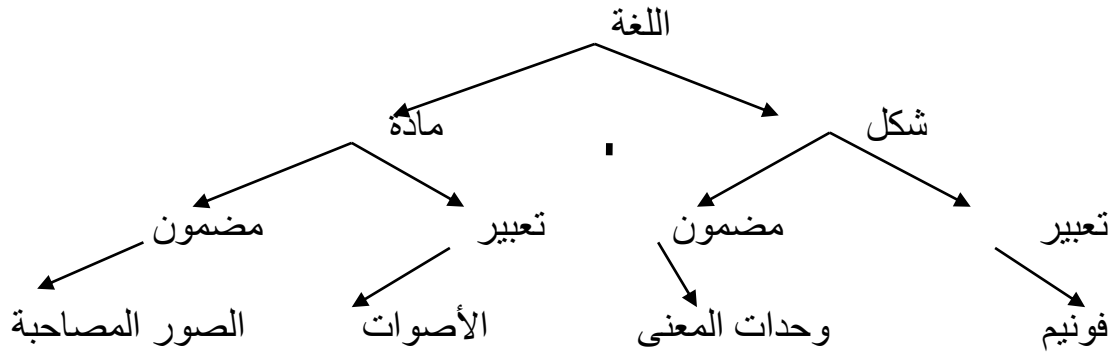 اللغة
شكل مادة
تعبير مضمون تعبير مضمون
فونيم وحدات المعنى الأصوات الصور المصاحبة